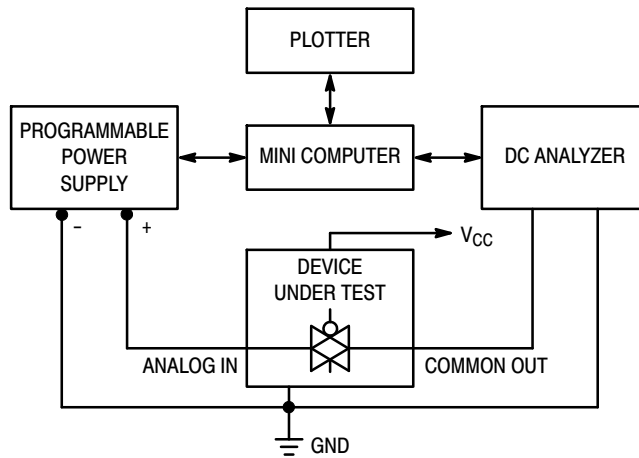 PLOTTER
PROGRAMMABLE
POWER
SUPPLY
MINI COMPUTER
DC ANALYZER
–
+
VCC
DEVICE
UNDER TEST
ANALOG IN
COMMON OUT
GND